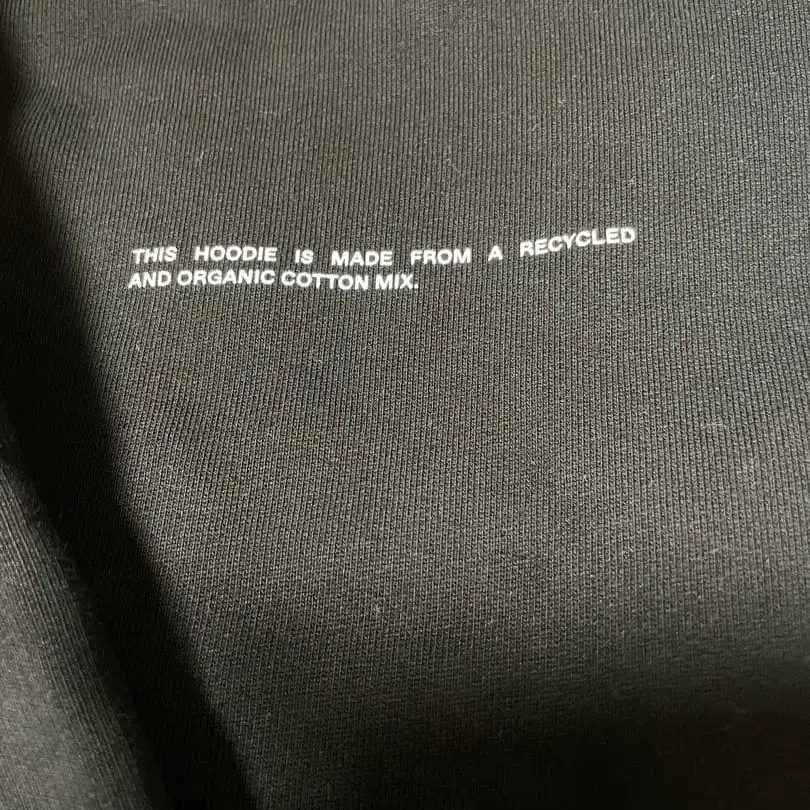 THIS HOODIE IS MADE FROM A RECYCLED
AND ORGANIC COTTON MIX.